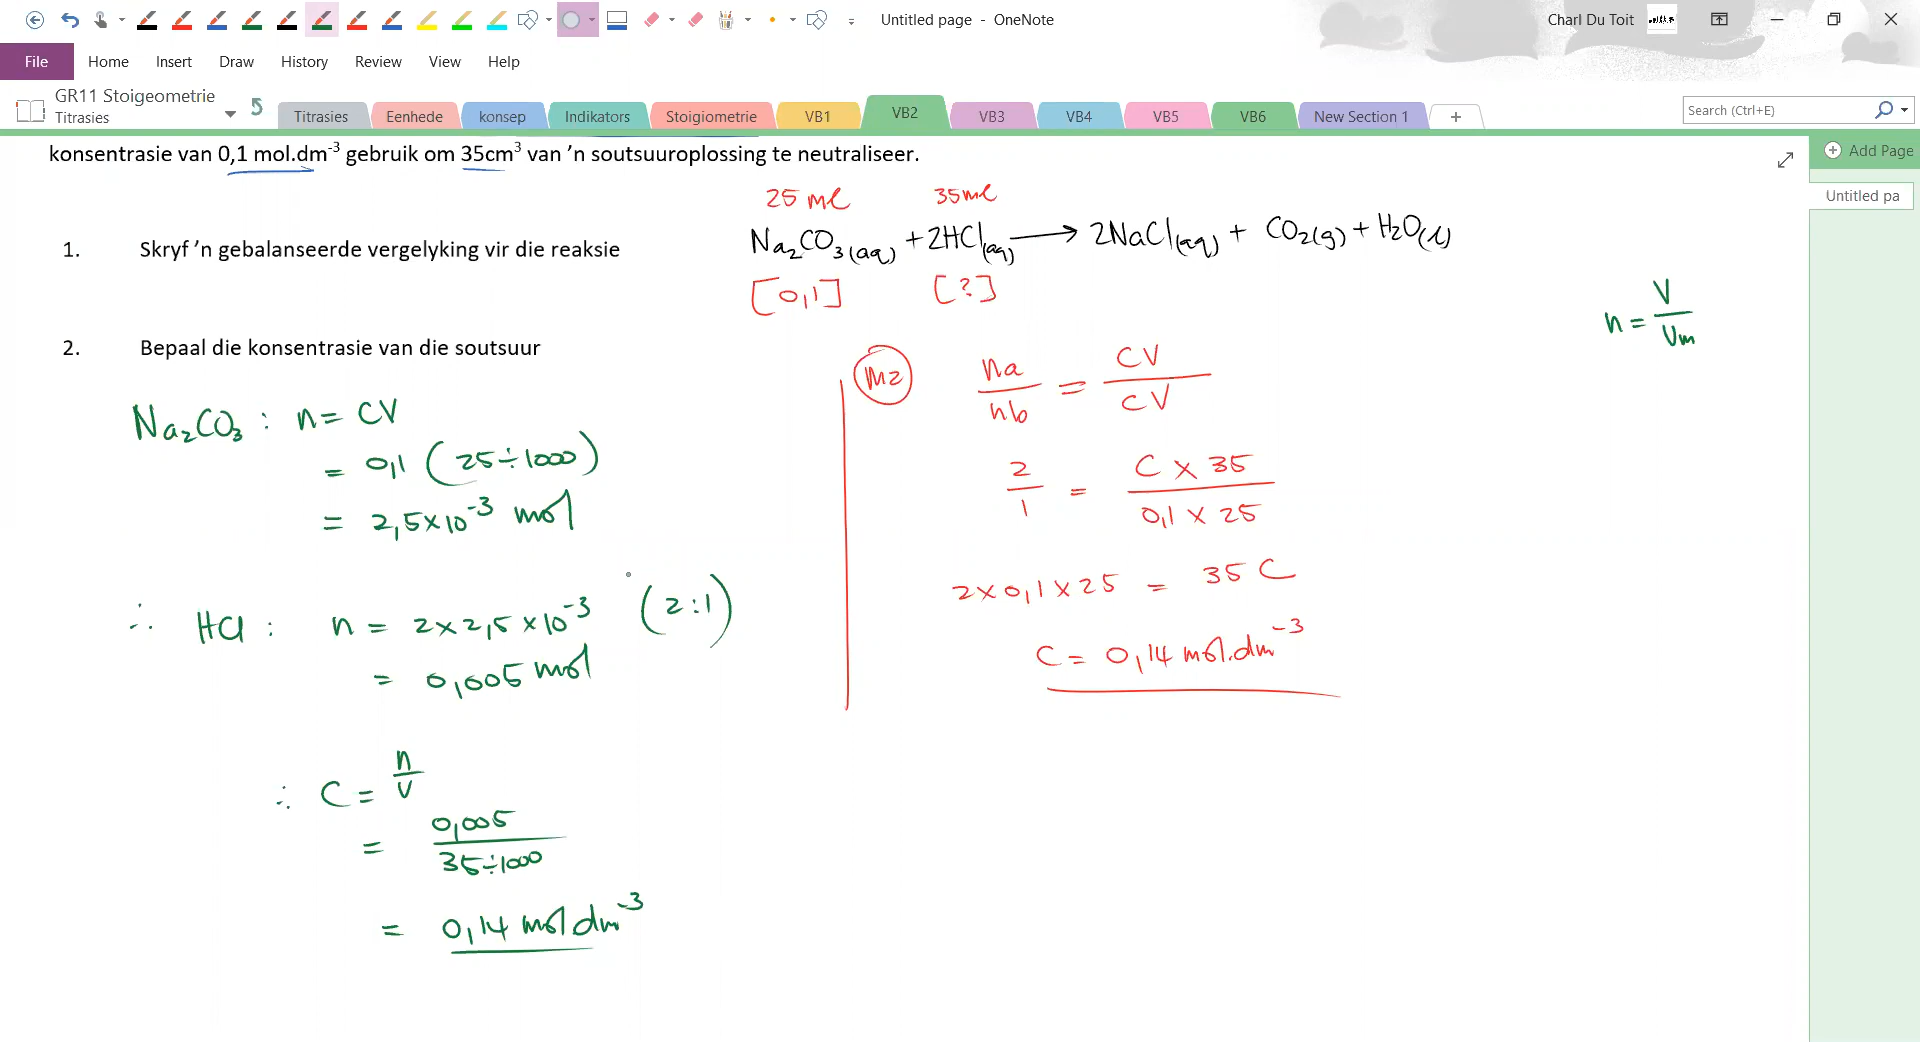 Untitled page - OneNote
Charl Du Toit
File Home Insert Draw History Review View Help
GR11 Stoigeometrie
Titrasies
Titrasies Eenhede konsep Indikators Stoigiometrie VB1 VB2 VB3 VB4 VB5 VB6 New Section 1 +
Search (Ctrl+E)
Add Page
Untitled pa
konsentrasie van 0,1 mol.dm⁻³ gebruik om 35cm³ van 'n soutsuuroplossing te neutraliseer.
25 ml 35ml
1. Skryf 'n gebalanseerde vergelyking vir die reaksie
Na₂CO₃(aq) + 2HCl(aq) ⟶ 2NaCl(aq) + CO₂(g) + H₂O(l)
[0,1] [?]
n = V/Vm
2. Bepaal die konsentrasie van die soutsuur
Na₂CO₃ : n = CV
= 0,1 (25÷1000)
= 2,5×10⁻³ mol
∴ HCl : n = 2×2,5×10⁻³ (2:1)
= 0,005 mol
∴ C = n/V
= 0,005/35÷1000
= 0,14 mol dm⁻³
M2
na/nb = CV/CV
2/1 = C × 35/0,1 × 25
2×0,1×25 = 35 C
C = 0,14 mol.dm⁻³